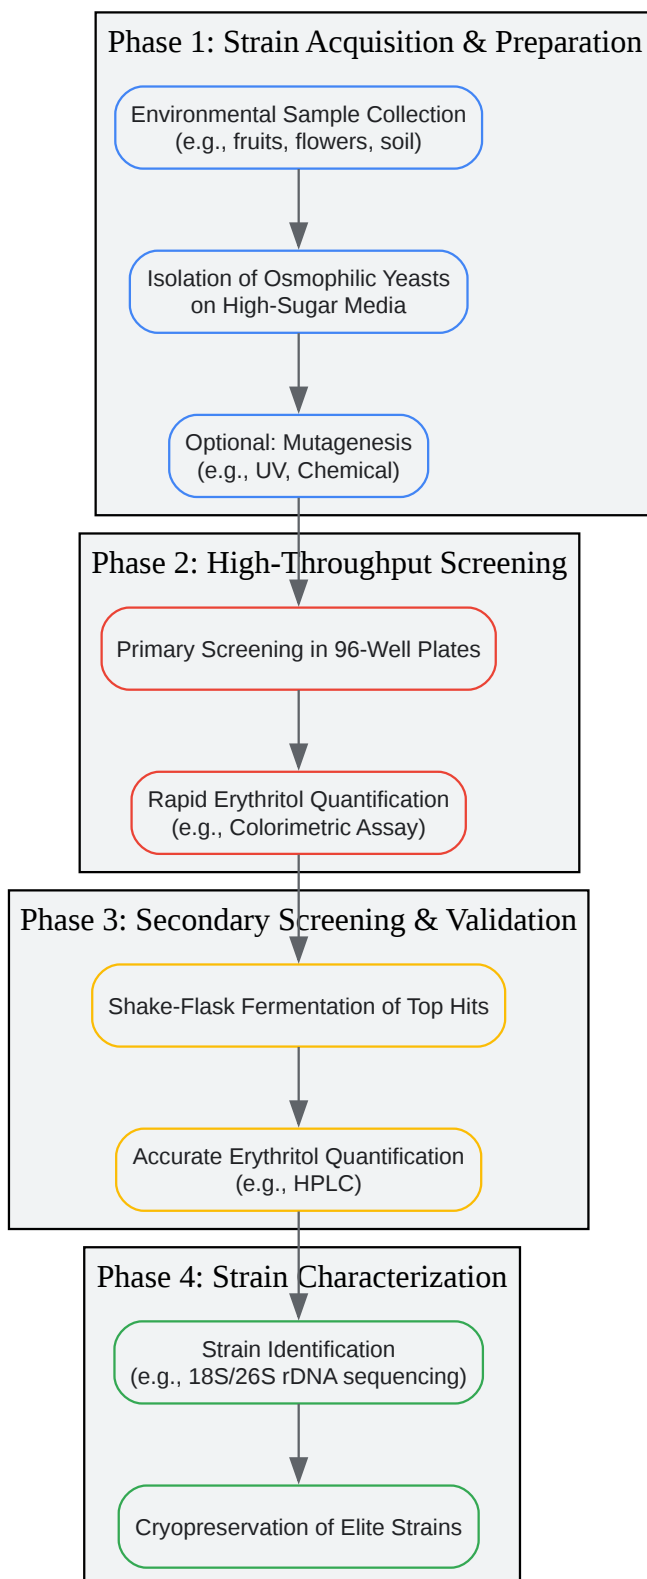 Phase 1: Strain Acquisition & Preparation
Environmental Sample Collection
(e.g., fruits, flowers, soil)
Isolation of Osmophilic Yeasts
on High-Sugar Media
Optional: Mutagenesis
(e.g., UV, Chemical)
Phase 2: High-Throughput Screening
Primary Screening in 96-Well Plates
Rapid Erythritol Quantification
(e.g., Colorimetric Assay)
Phase 3: Secondary Screening & Validation
Shake-Flask Fermentation of Top Hits
Accurate Erythritol Quantification
(e.g., HPLC)
Phase 4: Strain Characterization
Strain Identification
(e.g., 18S/26S rDNA sequencing)
Cryopreservation of Elite Strains